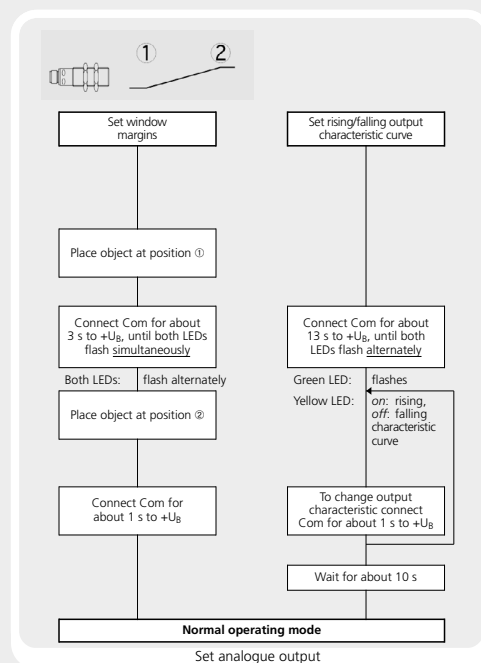 ① ②
Set window
margins
Set rising/falling output
characteristic curve
Place object at position ①
Connect Com for about
3 s to +UB, until both LEDs
flash simultaneously
Connect Com for about
13 s to +UB, until both
LEDs flash alternately
Both LEDs: flash alternately
Green LED: flashes
Yellow LED: on: rising,
off: falling
characteristic
curve
Place object at position ②
Connect Com for
about 1 s to +UB
To change output
characteristic connect
Com for about 1 s to +UB
Wait for about 10 s
Normal operating mode
Set analogue output